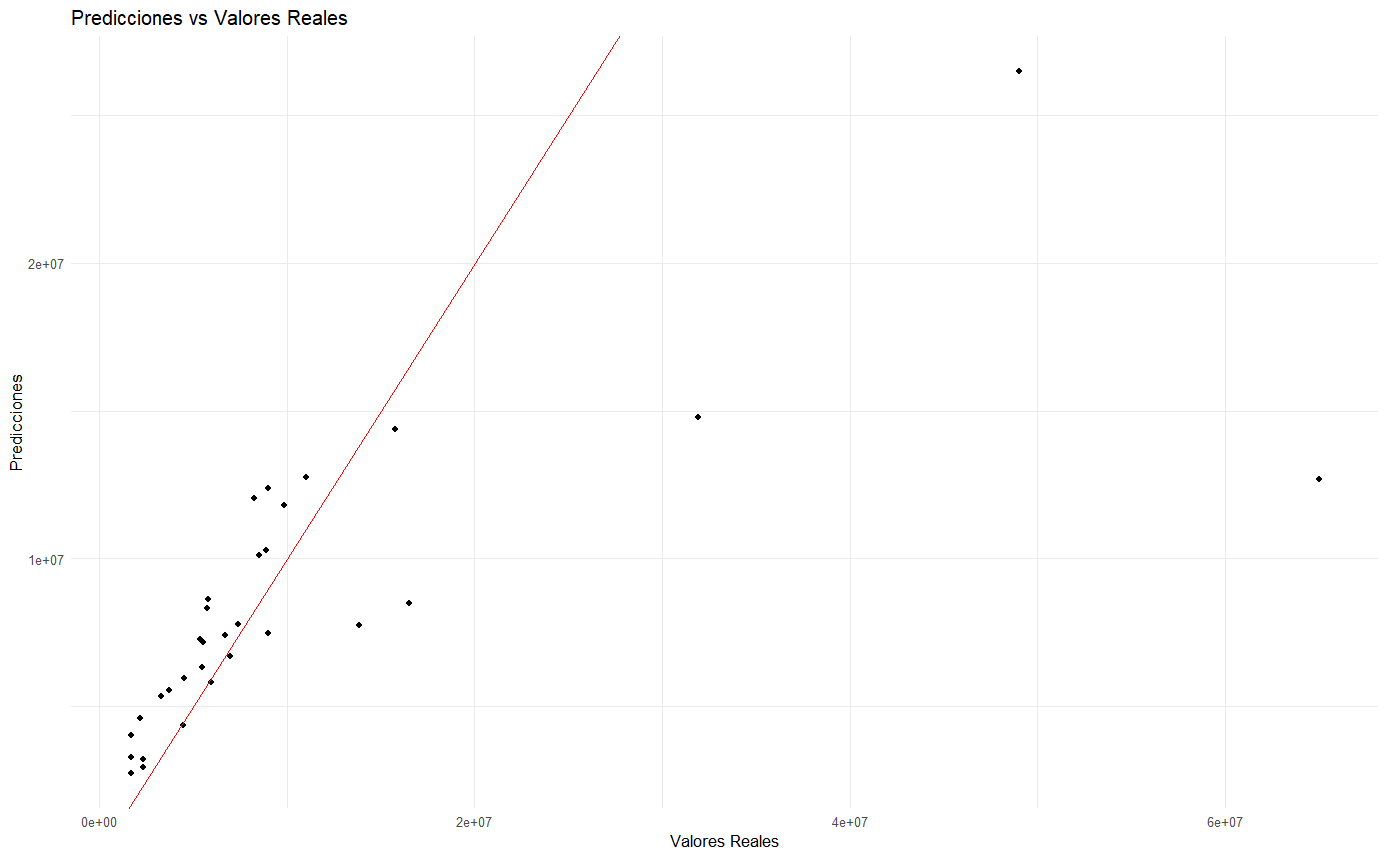 Predicciones vs Valores Reales
2e+07
1e+07
Predicciones
0e+00
2e+07
4e+07
6e+07
Valores Reales